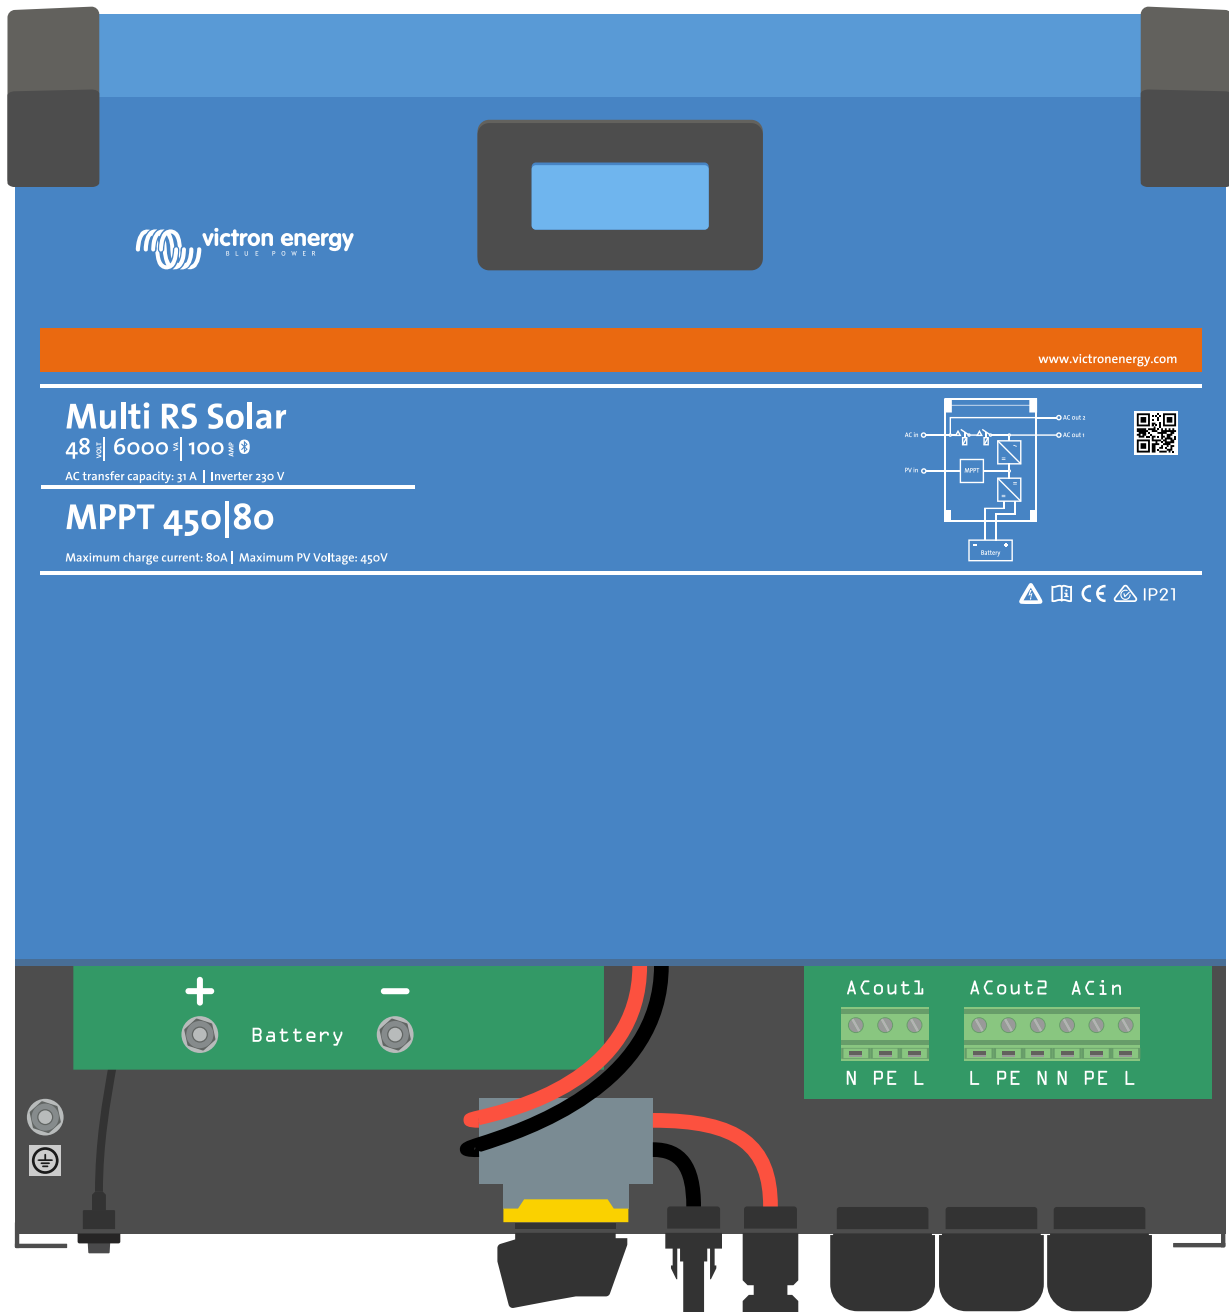 victron energy
BLUE POWER
www.victronenergy.com
Multi RS Solar
48 VOLT | 6000 VA | 100 AMP
AC transfer capacity: 31 A | Inverter 230 V
MPPT 450|80
Maximum charge current: 80A | Maximum PV Voltage: 450V
AC out 2
AC in
AC out 1
PV in
MPPT
- +
Battery
CE IP21
+ −
Battery
ACout1 ACout2 ACin
N PE L L PE N N PE L